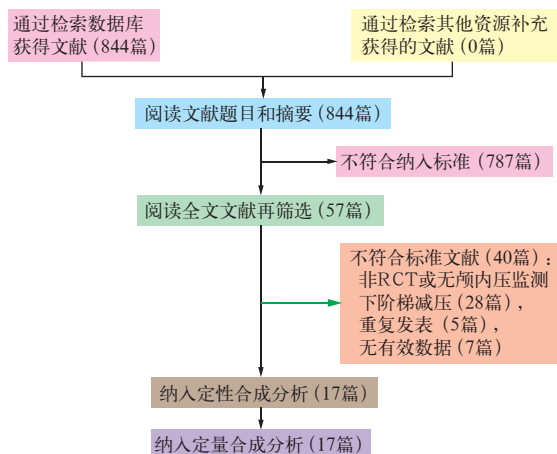 通过检索数据库
获得文献(844篇)
通过检索其他资源补充
获得的文献(0篇)
阅读文献题目和摘要(844篇)
不符合纳入标准(787篇)
阅读全文文献再筛选(57篇)
不符合标准文献(40篇)：
非RCT或无颅内压监测
下阶梯减压(28篇)，
重复发表(5篇)，
无有效数据(7篇)
纳入定性合成分析(17篇)
纳入定量合成分析(17篇)